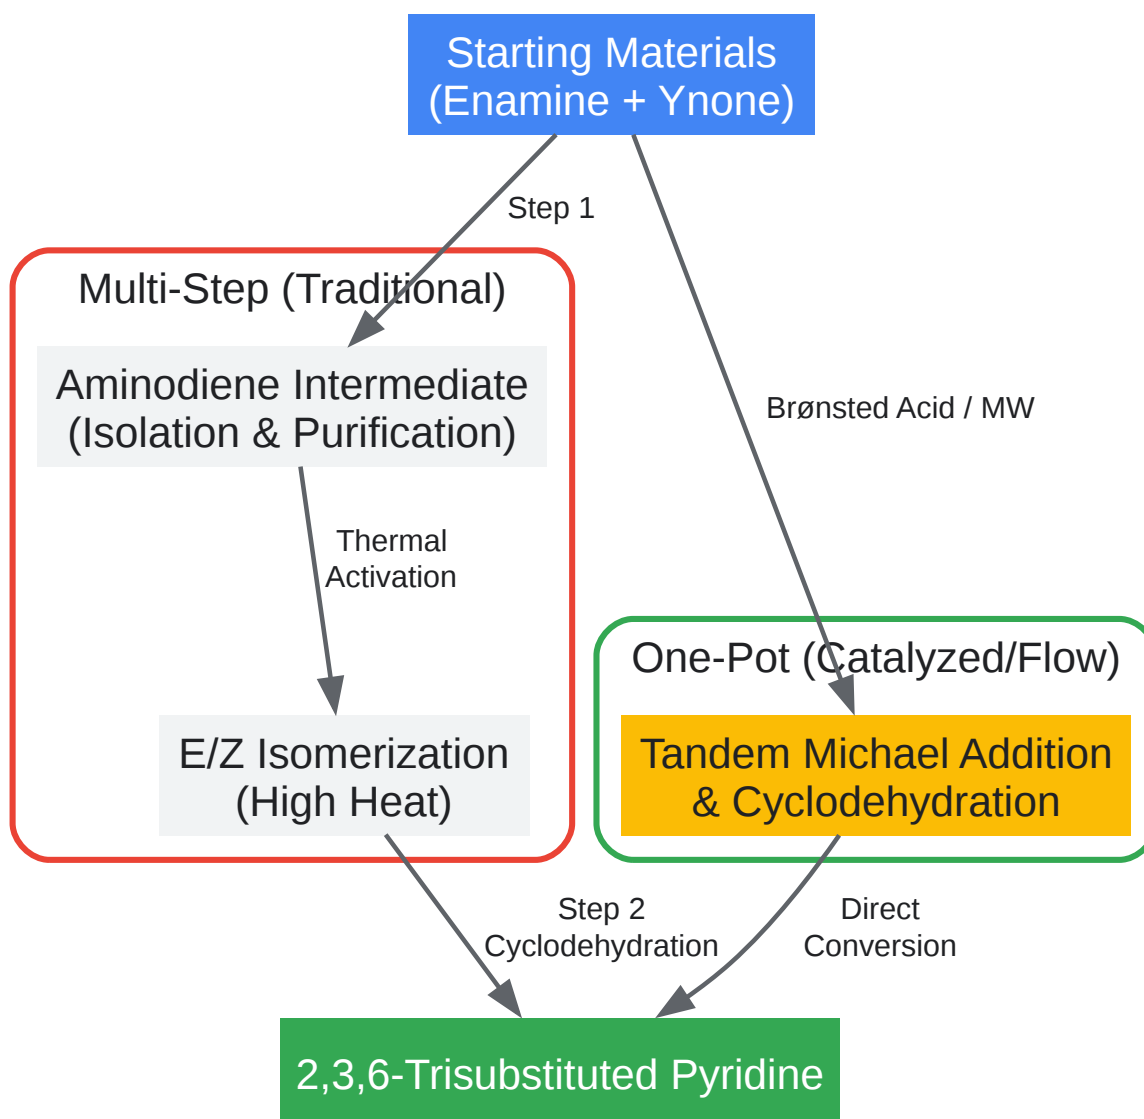 Starting Materials
(Enamine + Ynone)
Step 1
Multi-Step (Traditional)
Aminodiene Intermediate
(Isolation & Purification)
Brønsted Acid / MW
Thermal
Activation
One-Pot (Catalyzed/Flow)
E/Z Isomerization
(High Heat)
Tandem Michael Addition
& Cyclodehydration
Step 2
Cyclodehydration
Direct
Conversion
2,3,6-Trisubstituted Pyridine